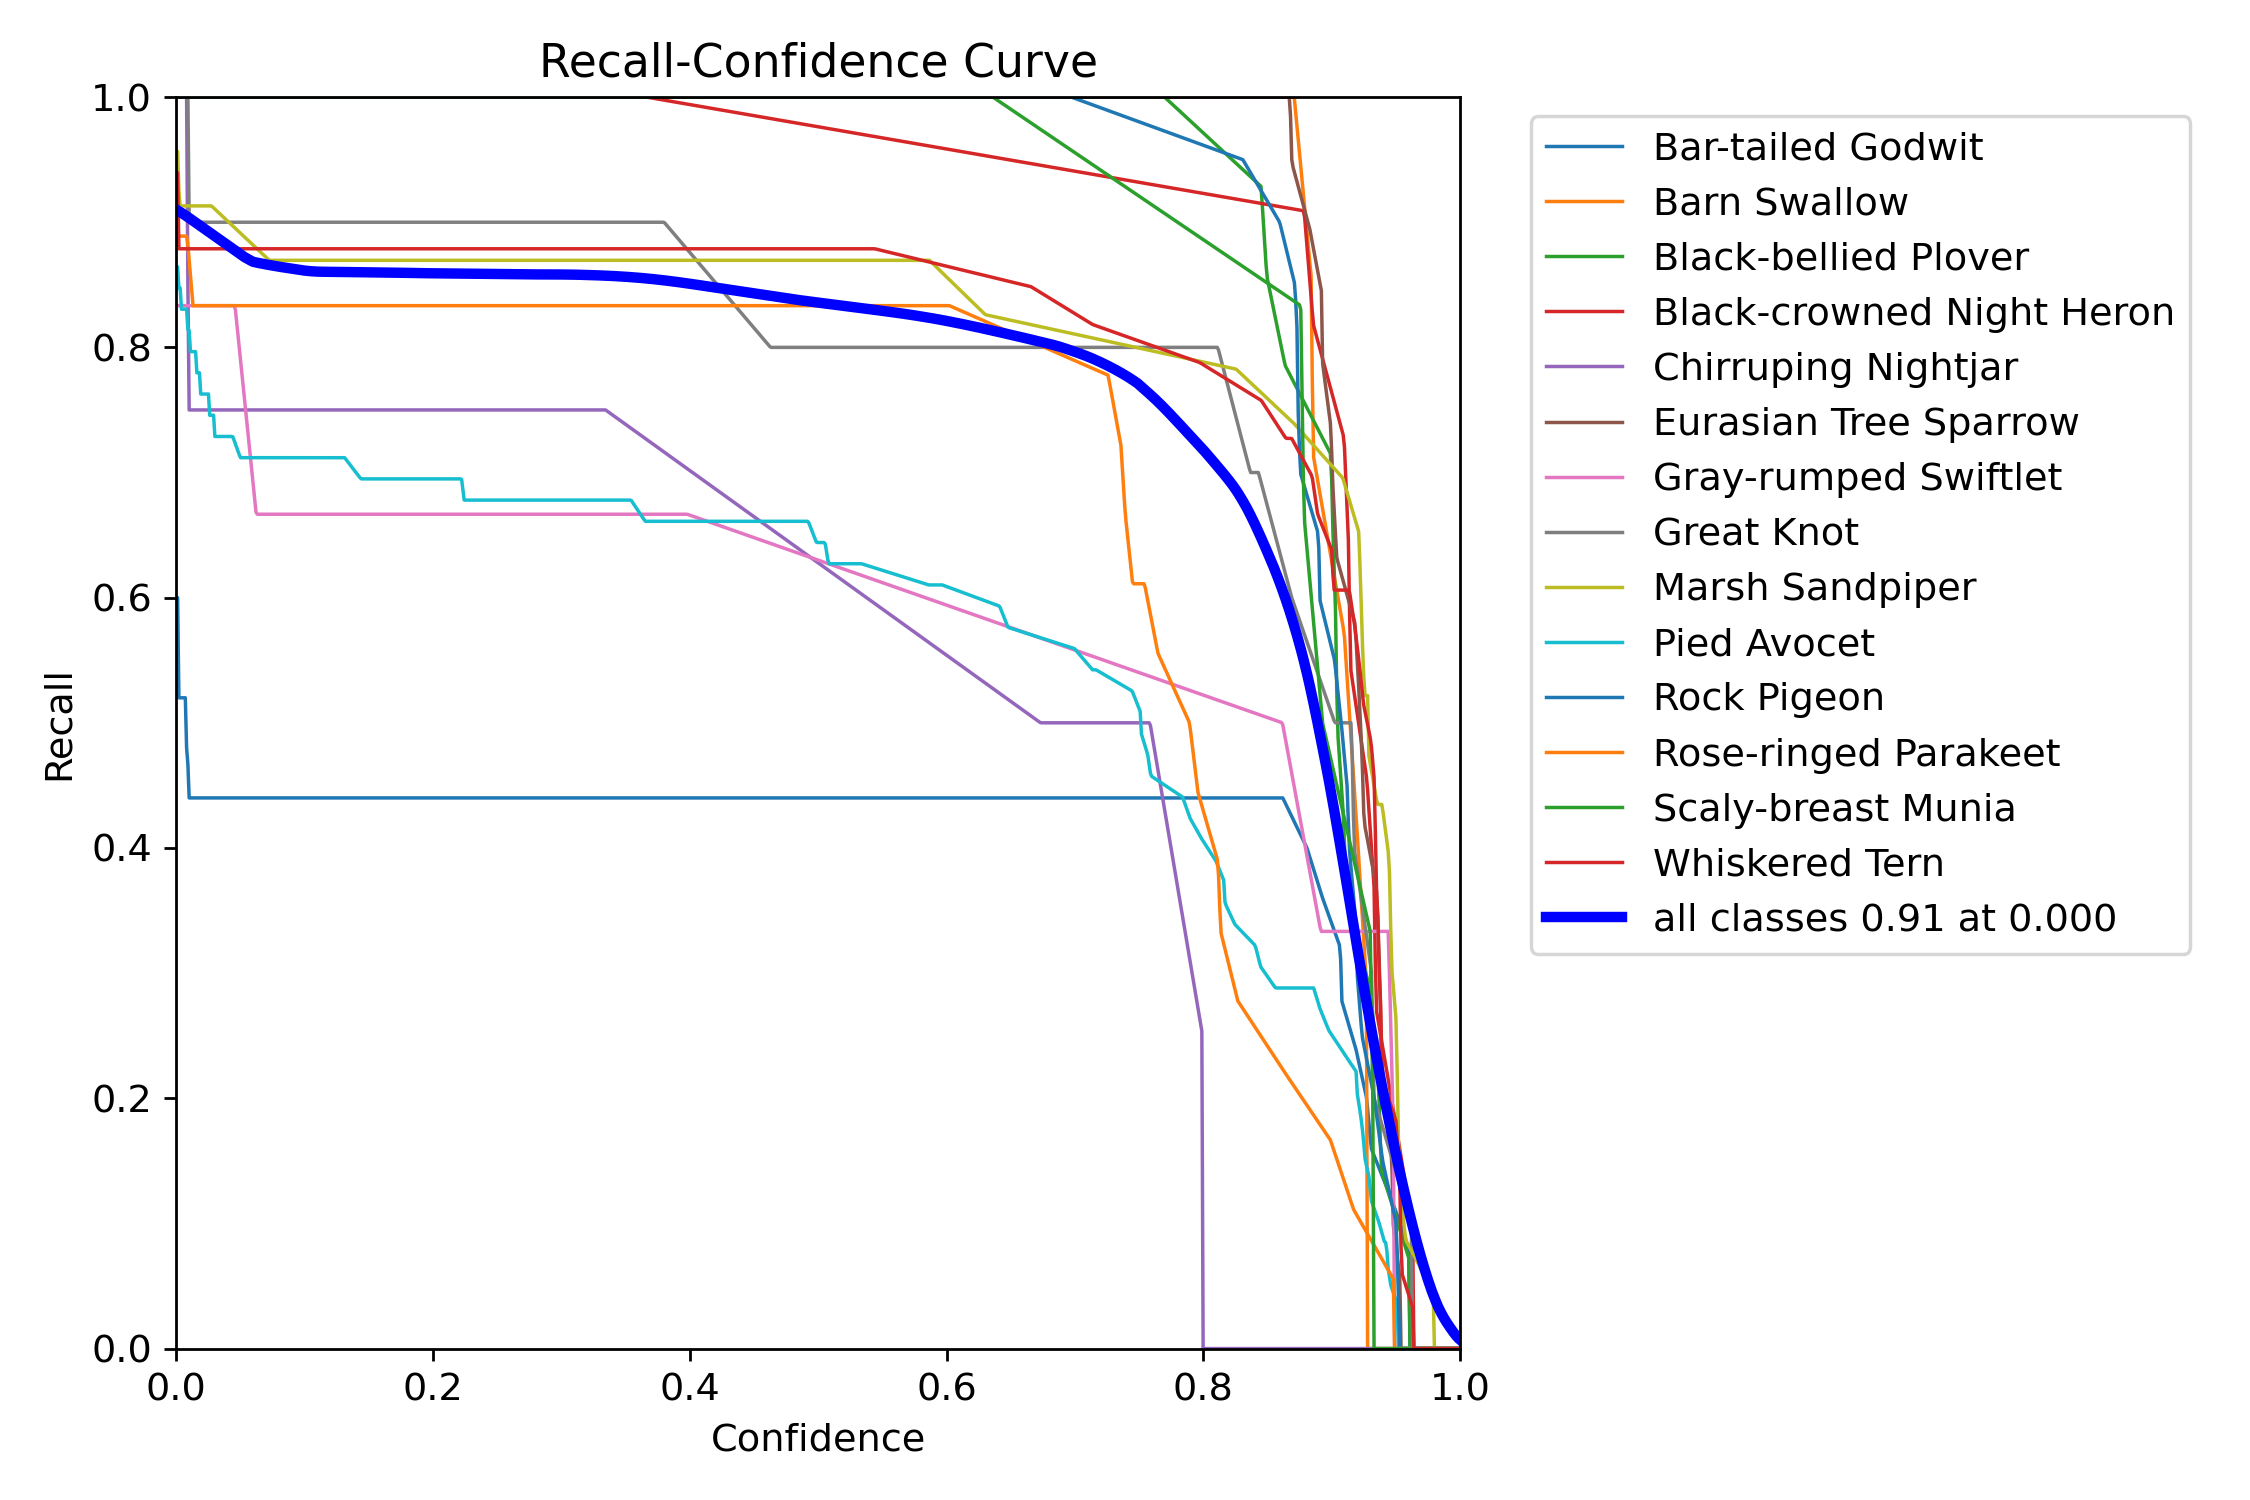 Recall-Confidence Curve
1.0
0.8
0.6
0.4
0.2
0.0
Recall
0.0 0.2 0.4 0.6 0.8 1.0
Confidence
Bar-tailed Godwit
Barn Swallow
Black-bellied Plover
Black-crowned Night Heron
Chirruping Nightjar
Eurasian Tree Sparrow
Gray-rumped Swiftlet
Great Knot
Marsh Sandpiper
Pied Avocet
Rock Pigeon
Rose-ringed Parakeet
Scaly-breast Munia
Whiskered Tern
all classes 0.91 at 0.000